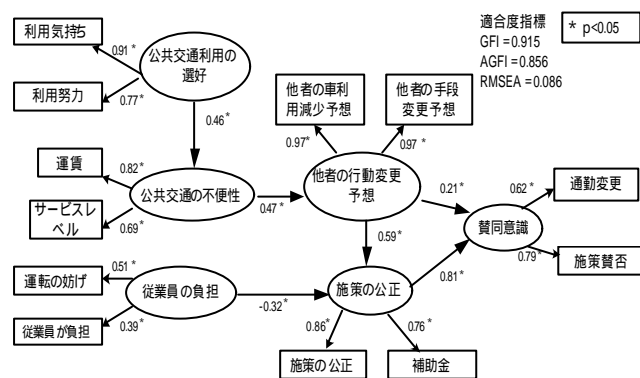 利用気持ち
0.91 *
公共交通利用の
選好
利用努力
0.77 *
0.46 *
適合度指標
GFI =0.915
AGFI =0.856
RMSEA =0.086
* p<0.05
他者の車利
用減少予想
他者の手段
変更予想
0.97 *
0.97 *
運賃
0.82 *
公共交通の不便性
サービスレ
ベル
0.69 *
0.47 *
他者の行動変更
予想
0.21 *
0.62 *
通勤変更
賛同意識
0.79 *
施策賛否
0.59 *
0.81 *
運転の妨げ
0.51 *
従業員の負担
従業員が負担
0.39 *
-0.32 *
施策の公正
0.86 *
0.76 *
施策の公正
補助金